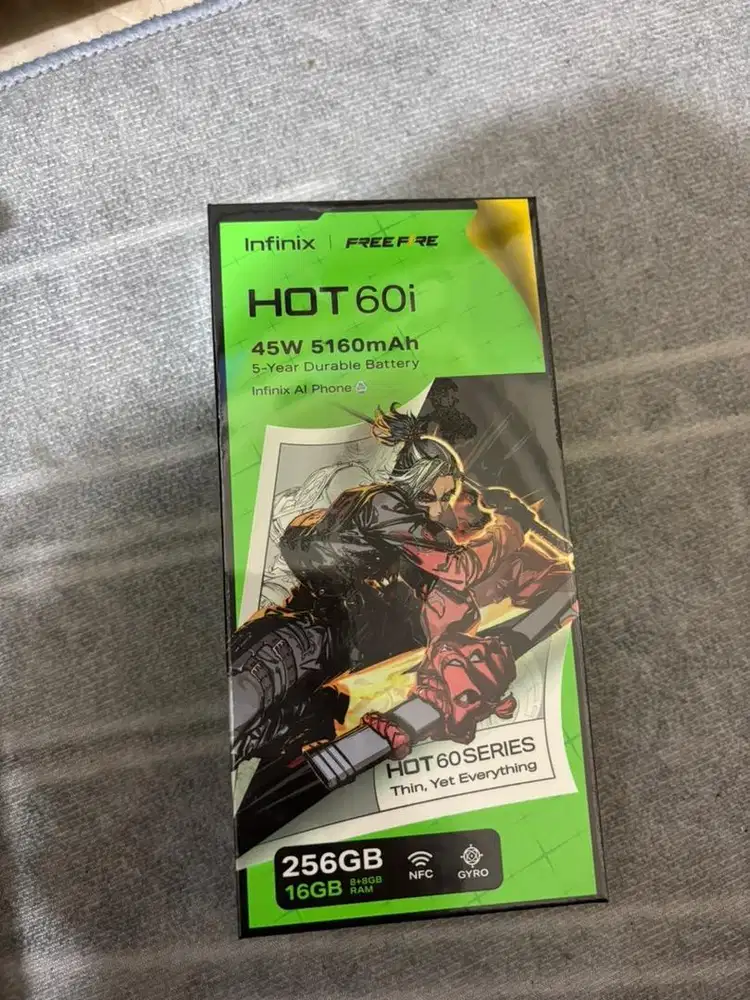 Infinix | FREE FIRE
HOT 60i
45W 5160mAh
5-Year Durable Battery
Infinix AI Phone
HOT 60 SERIES
Thin, Yet Everything
256GB
16GB 8+8GB RAM
NFC
GYRO